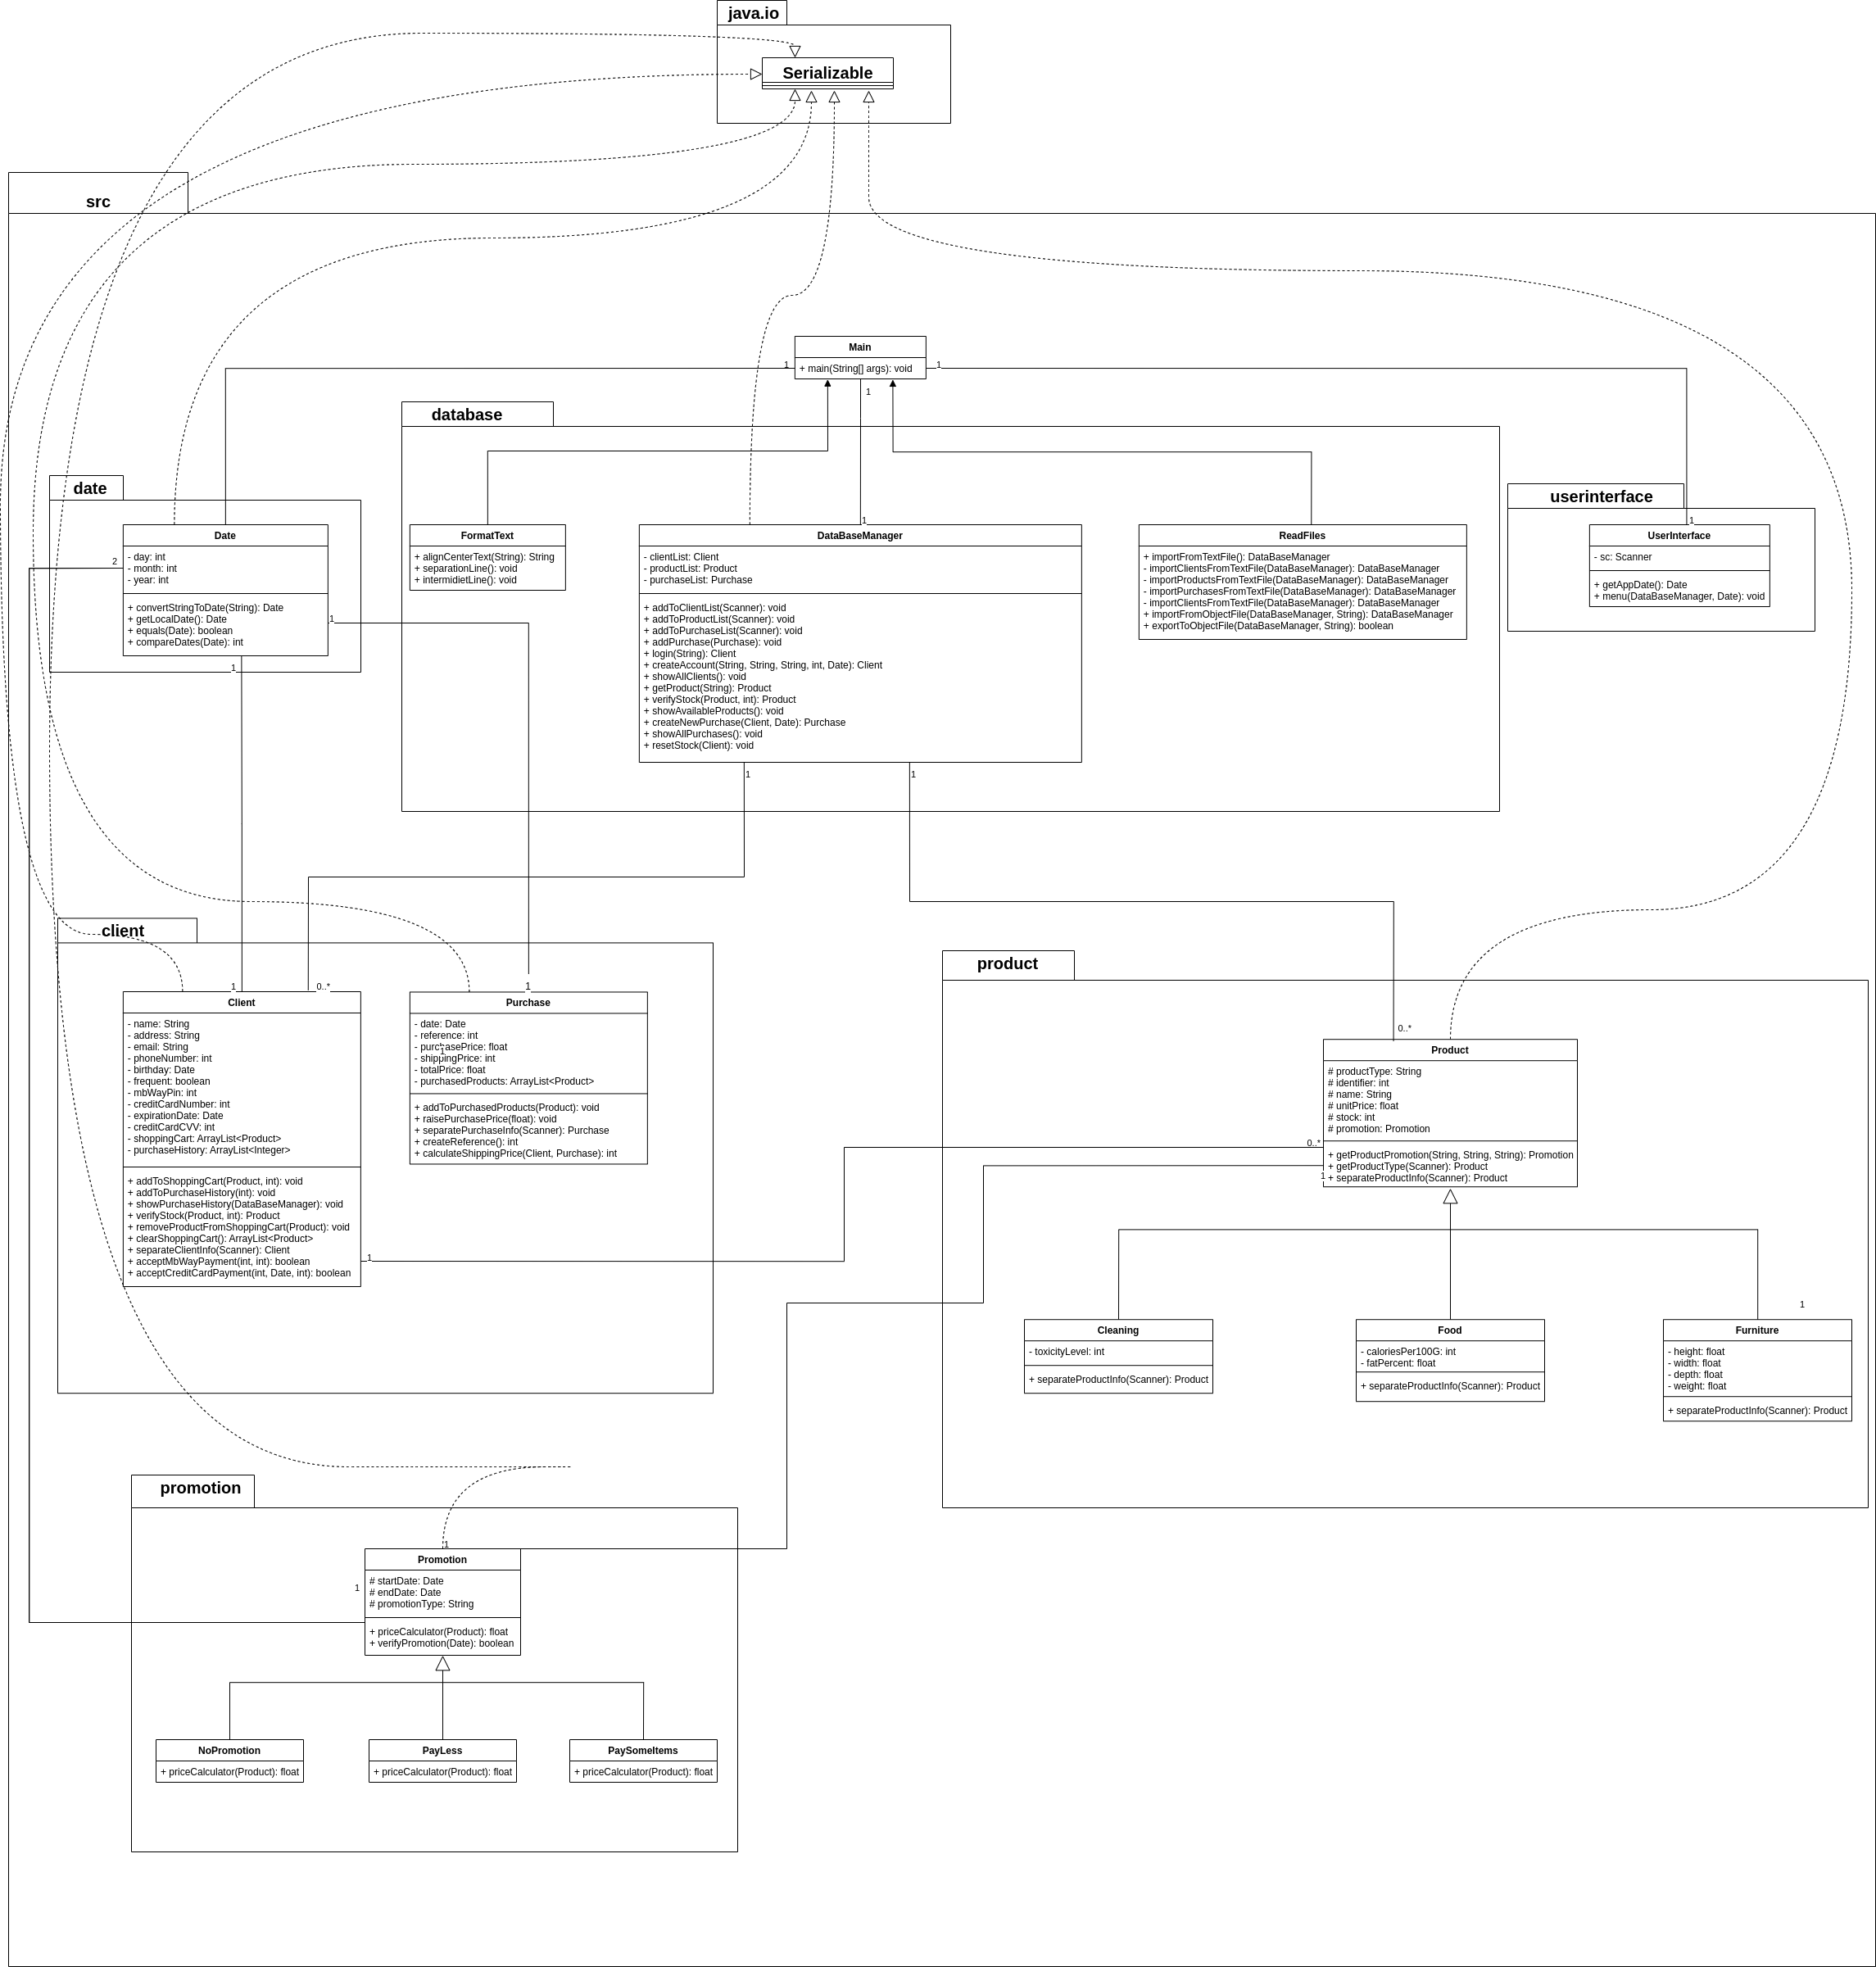 java.io
Serializable
src
Main
+ main(String[] args): void
1
1
1
database
date
userinterface
Date
- day: int
- month: int
- year: int
+ convertStringToDate(String): Date
+ getLocalDate(): Date
+ equals(Date): boolean
+ compareDates(Date): int
2
1
1
FormatText
+ alignCenterText(String): String
+ separationLine(): void
+ intermidietLine(): void
1
DataBaseManager
- clientList: Client
- productList: Product
- purchaseList: Purchase
+ addToClientList(Scanner): void
+ addToProductList(Scanner): void
+ addToPurchaseList(Scanner): void
+ addPurchase(Purchase): void
+ login(String): Client
+ createAccount(String, String, String, int, Date): Client
+ showAllClients(): void
+ getProduct(String): Product
+ verifyStock(Product, int): Product
+ showAvailableProducts(): void
+ createNewPurchase(Client, Date): Purchase
+ showAllPurchases(): void
+ resetStock(Client): void
1
1
ReadFiles
+ importFromTextFile(): DataBaseManager
- importClientsFromTextFile(DataBaseManager): DataBaseManager
- importProductsFromTextFile(DataBaseManager): DataBaseManager
- importPurchasesFromTextFile(DataBaseManager): DataBaseManager
- importClientsFromTextFile(DataBaseManager): DataBaseManager
+ importFromObjectFile(DataBaseManager, String): DataBaseManager
+ exportToObjectFile(DataBaseManager, String): boolean
1
UserInterface
- sc: Scanner
+ getAppDate(): Date
+ menu(DataBaseManager, Date): void
client
1
0..*
Client
- name: String
- address: String
- email: String
- phoneNumber: int
- birthday: Date
- frequent: boolean
- mbWayPin: int
- creditCardNumber: int
- expirationDate: Date
- creditCardCVV: int
- shoppingCart: ArrayList<Product>
- purchaseHistory: ArrayList<Integer>
+ addToShoppingCart(Product, int): void
+ addToPurchaseHistory(int): void
+ showPurchaseHistory(DataBaseManager): void
+ verifyStock(Product, int): Product
+ removeProductFromShoppingCart(Product): void
+ clearShoppingCart(): ArrayList<Product>
+ separateClientInfo(Scanner): Client
+ acceptMbWayPayment(int, int): boolean
+ acceptCreditCardPayment(int, Date, int): boolean
1
1
Purchase
- date: Date
- reference: int
- purchasePrice: float
1
- shippingPrice: int
- totalPrice: float
- purchasedProducts: ArrayList<Product>
+ addToPurchasedProducts(Product): void
+ raisePurchasePrice(float): void
+ separatePurchaseInfo(Scanner): Purchase
+ createReference(): int
+ calculateShippingPrice(Client, Purchase): int
product
0..*
Product
# productType: String
# identifier: int
# name: String
# unitPrice: float
# stock: int
# promotion: Promotion
0..*
+ getProductPromotion(String, String, String): Promotion
+ getProductType(Scanner): Product
1
+ separateProductInfo(Scanner): Product
Cleaning
- toxicityLevel: int
+ separateProductInfo(Scanner): Product
Food
- caloriesPer100G: int
- fatPercent: float
+ separateProductInfo(Scanner): Product
1
Furniture
- height: float
- width: float
- depth: float
- weight: float
+ separateProductInfo(Scanner): Product
promotion
1
Promotion
1
# startDate: Date
# endDate: Date
# promotionType: String
+ priceCalculator(Product): float
+ verifyPromotion(Date): boolean
NoPromotion
+ priceCalculator(Product): float
PayLess
+ priceCalculator(Product): float
PaySomeItems
+ priceCalculator(Product): float